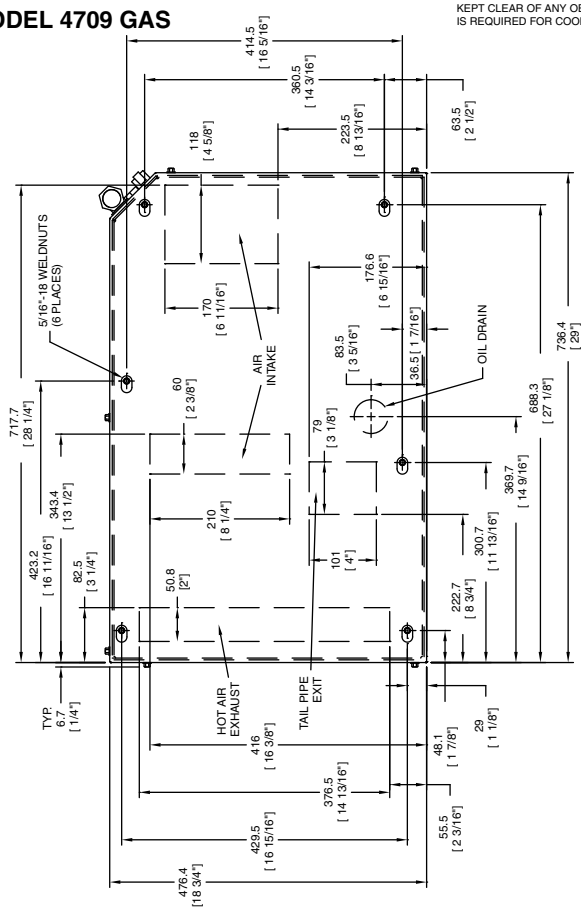 ODEL 4709 GAS
KEPT CLEAR OF ANY OB
IS REQUIRED FOR COOL
414.5
[ 16 5/16"]
360.5
[ 14 3/16"]
118
[ 4 5/8"]
223.5
[ 8 13/16"]
63.5
[ 2 1/2"]
5/16"-18 WELDNUTS
(6 PLACES)
170
[ 6 11/16"]
AIR
INTAKE
176.6
[ 6 15/16"]
83.5
[ 3 5/16"]
36.5 [ 1 7/16"]
OIL DRAIN
736.4
[ 29"]
688.3
[ 27 1/8"]
717.7
[ 28 1/4"]
60
[ 2 3/8"]
79
[ 3 1/8"]
343.4
[ 13 1/2"]
423.2
[ 16 11/16"]
82.5
[ 3 1/4"]
210
[ 8 1/4"]
101
[ 4"]
50.8
[2"]
369.7
[ 14 9/16"]
300.7
[ 11 13/16"]
222.7
[ 8 3/4"]
TYP.
6.7
[ 1/4"]
HOT AIR
EXHAUST
TAIL PIPE
EXIT
416
[ 16 3/8"]
48.1
[ 1 7/8"]
29
[ 1 1/8"]
376.5
[ 14 13/16"]
55.5
[ 2 3/16"]
429.5
[ 16 15/16"]
476.4
[18 3/4"]